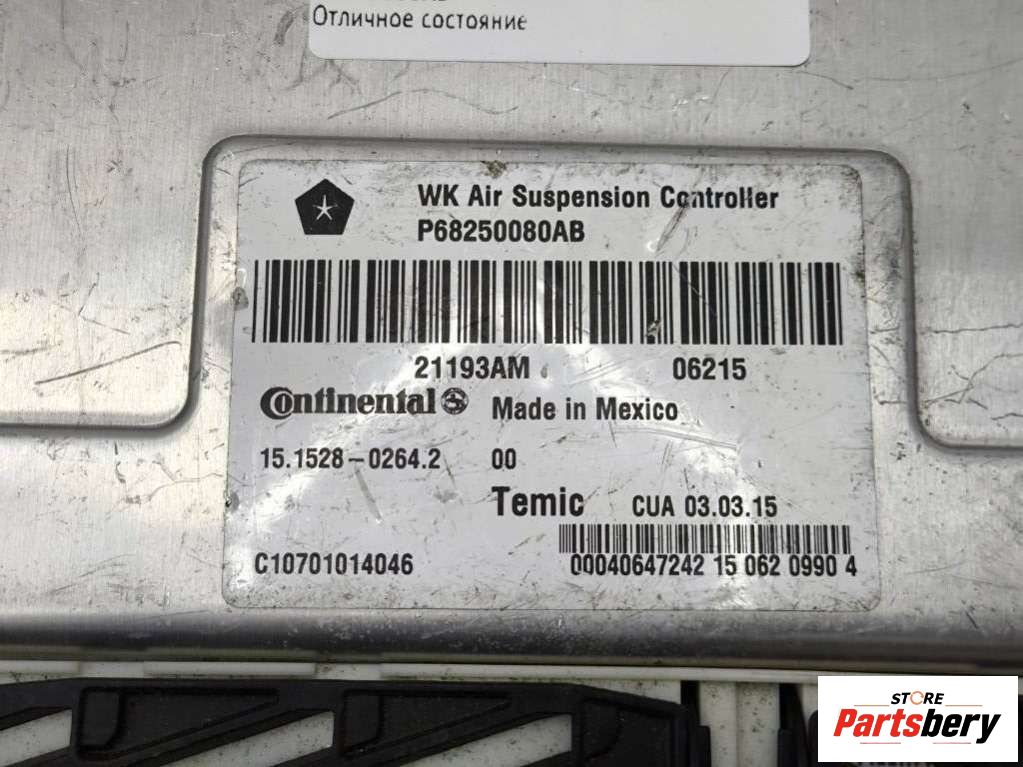 Отличное состояние
WK Air Suspension Controller
P68250080AB
21193AM 06215
Continental Made in Mexico
15.1528-0264.2 00
Temic CUA 03.03.15
C10701014046 00040647242 15 062 0990 4
STORE
Partsbery